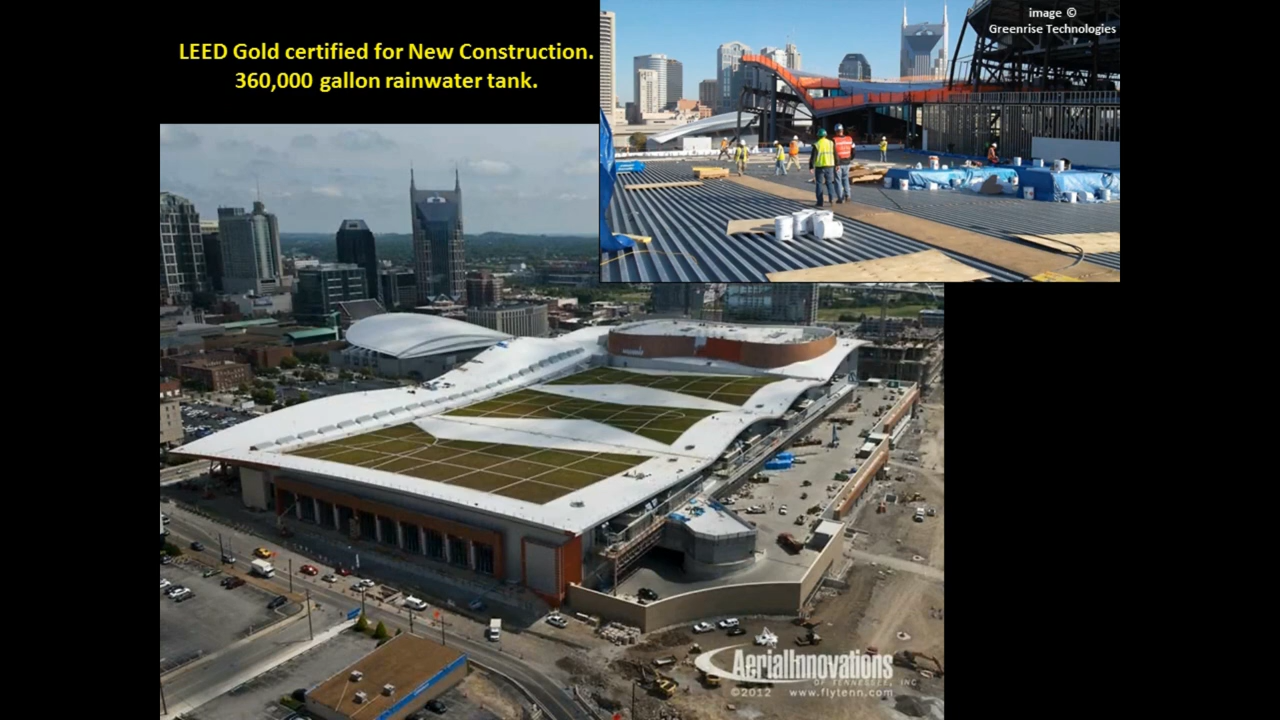 LEED Gold certified for New Construction.
360,000 gallon rainwater tank.
image ©
Greenrise Technologies
AerialInnovations
OF TENNESSEE, INC
©2012 www.flytenn.com